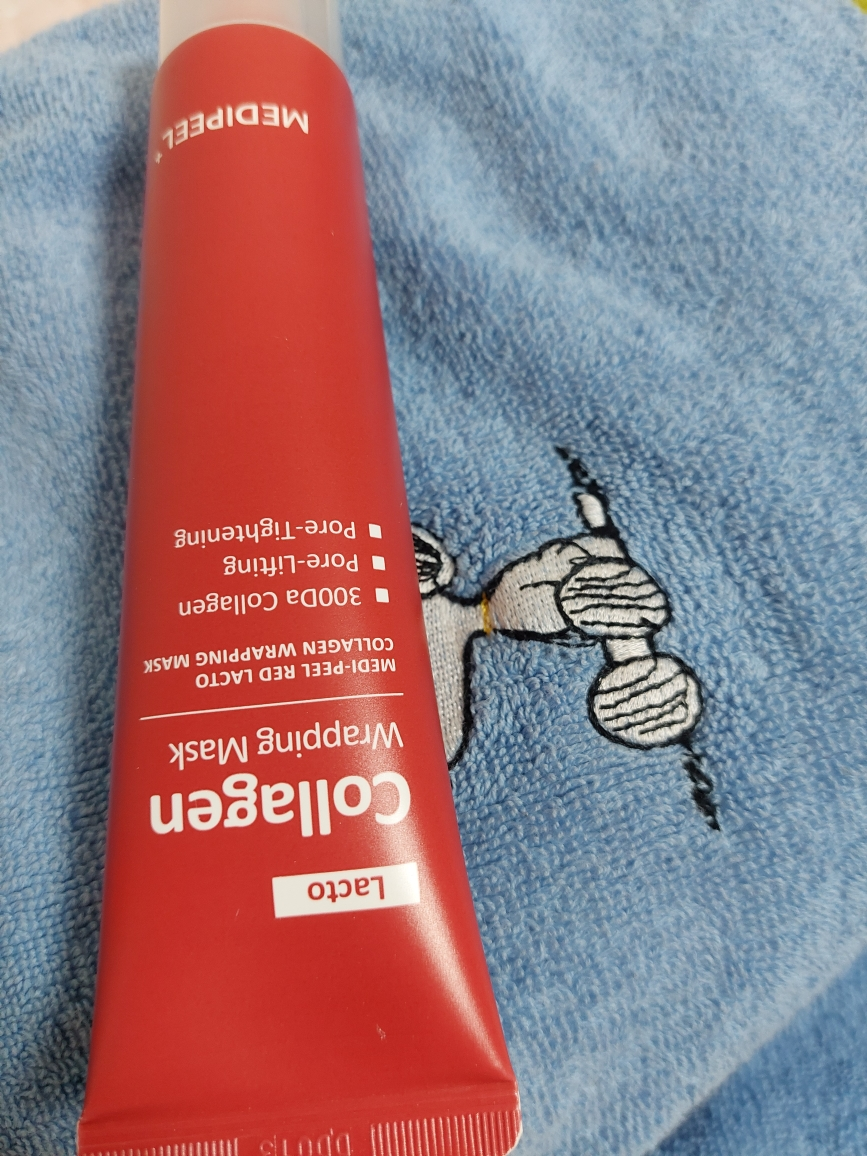 Lacto
Collagen
Wrapping Mask
MEDI-PEEL RED LACTO
COLLAGEN WRAPPING MASK
■ 300Da Collagen
■ Pore-Lifting
■ Pore-Tightening
MEDIPEEL +